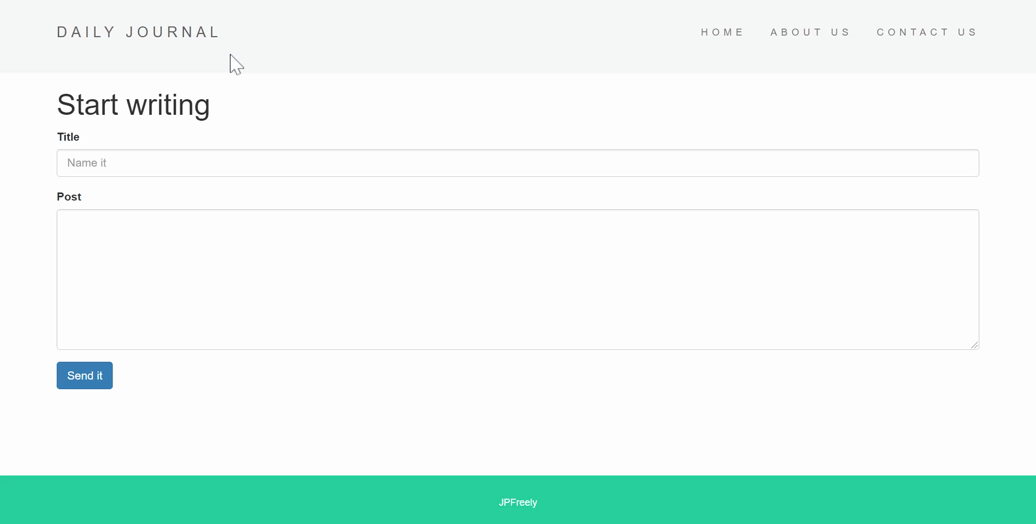 DAILY JOURNAL
HOME ABOUT US CONTACT US
Start writing
Title
Name it
Post
Send it
JPFreely